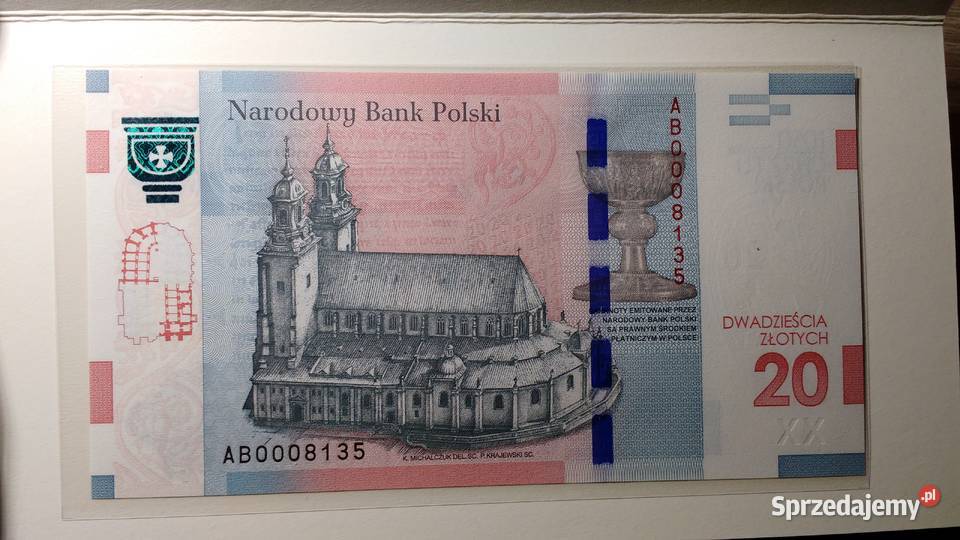 Narodowy Bank Polski
AB0008135
NOTY EMITOWANE PRZEZ
NARODOWY BANK POLSKI
SĄ PRAWNYM ŚRODKIEM
PŁATNICZYM W POLSCE
DWADZIEŚCIA
ZŁOTYCH
20
XX
AB0008135
K. MICHALCZUK DEL. SC. P. KRAJEWSKI SC.
Sprzedajemy.pl